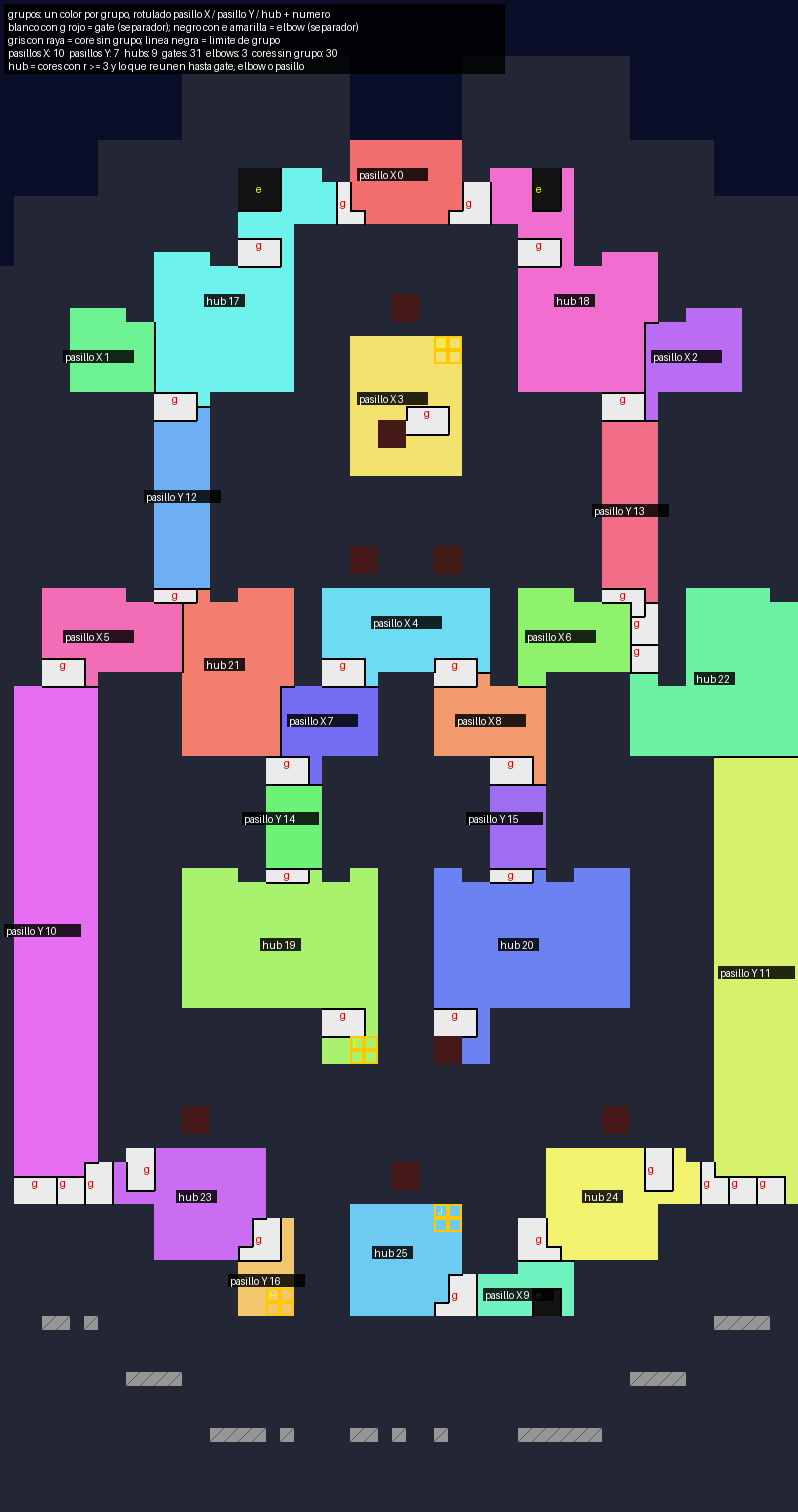 grupos: un color por grupo, rotulado pasillo X / pasillo Y / hub + numero
blanco con g rojo = gate (separador); negro con e amarilla = elbow (separador)
gris con raya = core sin grupo; linea negra = limite de grupo
pasillos X: 10 pasillos Y: 7 hubs: 9 gates: 31 elbows: 3 cores sin grupo: 30
hub = cores con r >= 3 y lo que reunen hasta gate, elbow o pasillo
pasillo X 0
e
e
g
g
g
g
hub 17
hub 18
pasillo X 1
pasillo X 2
pasillo X 3
g
g
g
pasillo Y 12
pasillo Y 13
g
g
pasillo X 4
g
pasillo X 5
hub 21
pasillo X 6
g
g
g
g
hub 22
pasillo X 7
pasillo X 8
g
g
pasillo Y 14
pasillo Y 15
g
g
pasillo Y 10
hub 19
hub 20
pasillo Y 11
g
g
g
g
g
g
g
g
g
g
g
hub 23
hub 24
g
g
hub 25
pasillo Y 16
H
g
pasillo X 9
e